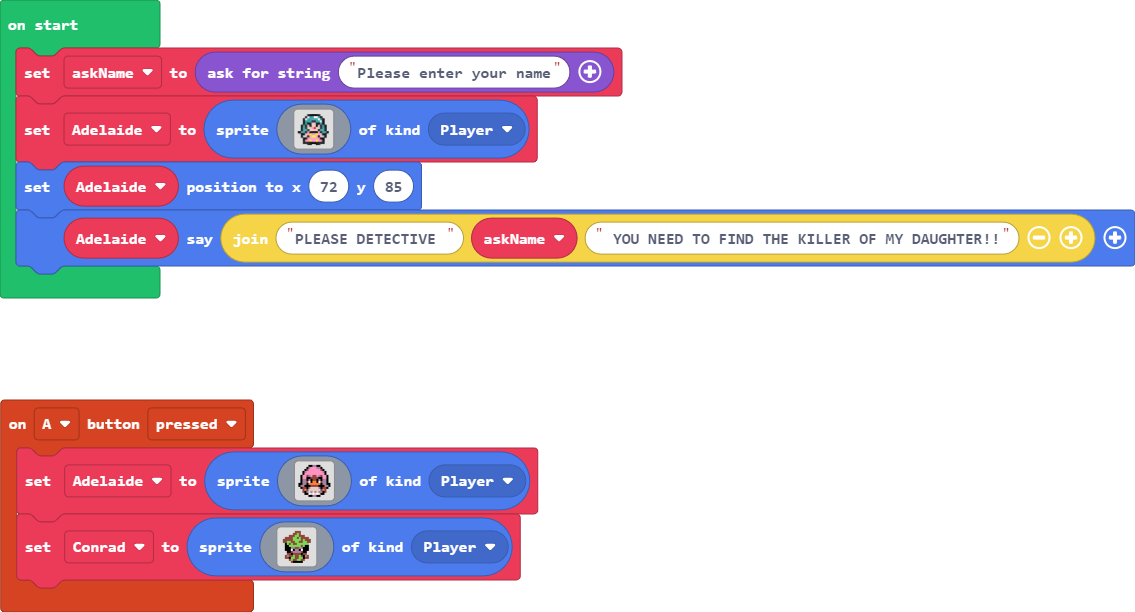 on start
set askName to ask for string "Please enter your name"
set Adelaide to sprite of kind Player
set Adelaide position to x 72 y 85
Adelaide say join "PLEASE DETECTIVE " askName " YOU NEED TO FIND THE KILLER OF MY DAUGHTER!!"
on A button pressed
set Adelaide to sprite of kind Player
set Conrad to sprite of kind Player